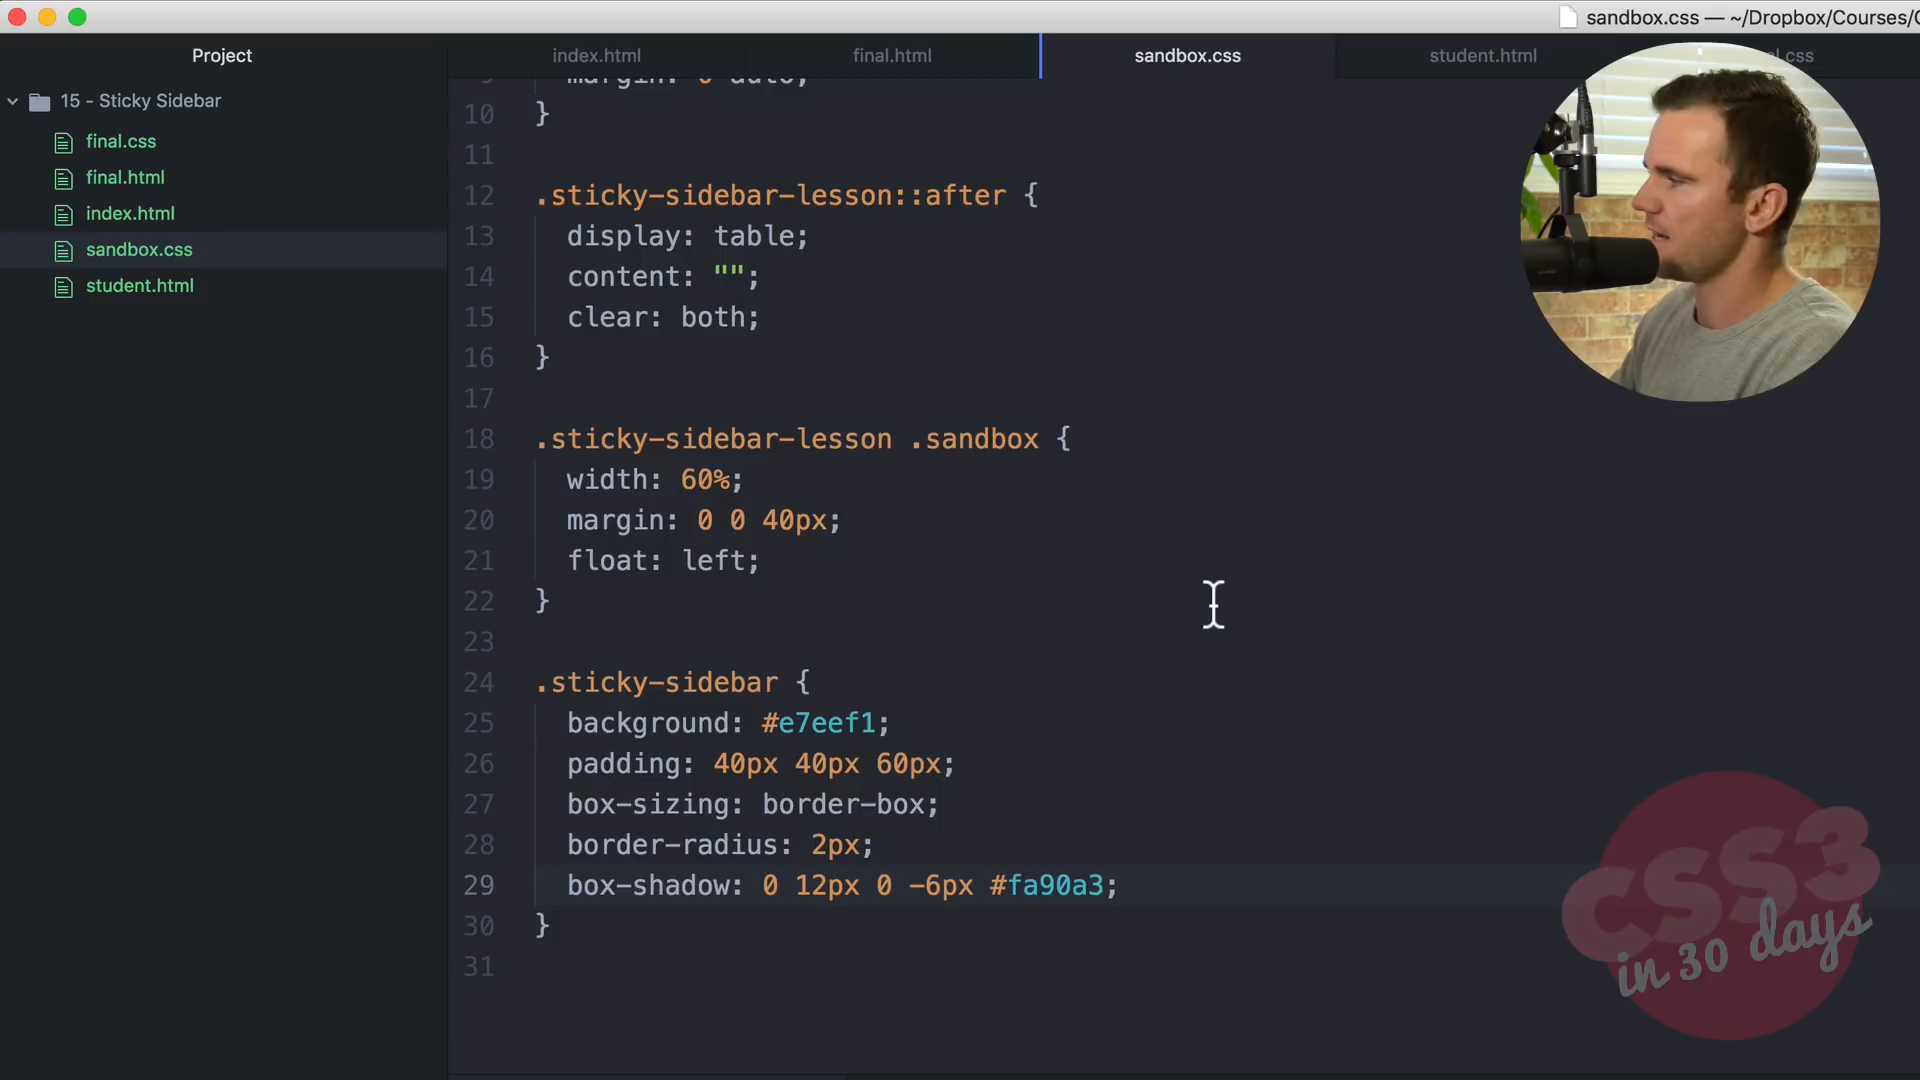 sandbox.css — ~/Dropbox/Courses/
Project
index.html
final.html
sandbox.css
student.html
15 - Sticky Sidebar
final.css
final.html
index.html
sandbox.css
student.html
margin: 0 auto;
10 }
11
12 .sticky-sidebar-lesson::after {
13 display: table;
14 content: "";
15 clear: both;
16 }
17
18 .sticky-sidebar-lesson .sandbox {
19 width: 60%;
20 margin: 0 0 40px;
21 float: left;
22 }
23
24 .sticky-sidebar {
25 background: #e7eef1;
26 padding: 40px 40px 60px;
27 box-sizing: border-box;
28 border-radius: 2px;
29 box-shadow: 0 12px 0 -6px #fa90a3;
30 }
31
CSS3
in 30 days